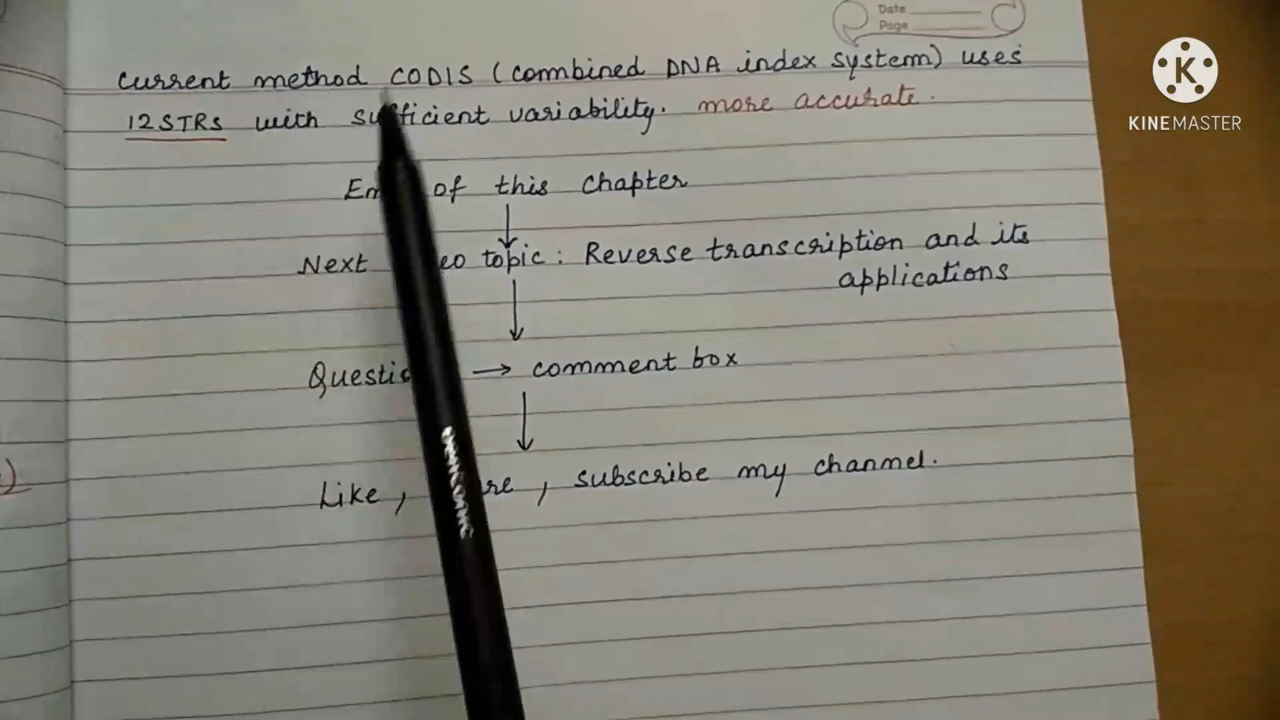 Date
Page
current method CODIS (combined DNA index system) uses
12STRs with sufficient variability. more accurate.
of this chapter
Next topic : Reverse transcription and its
applications
→ comment box
Like , , subscribe my channel.
KINEMASTER